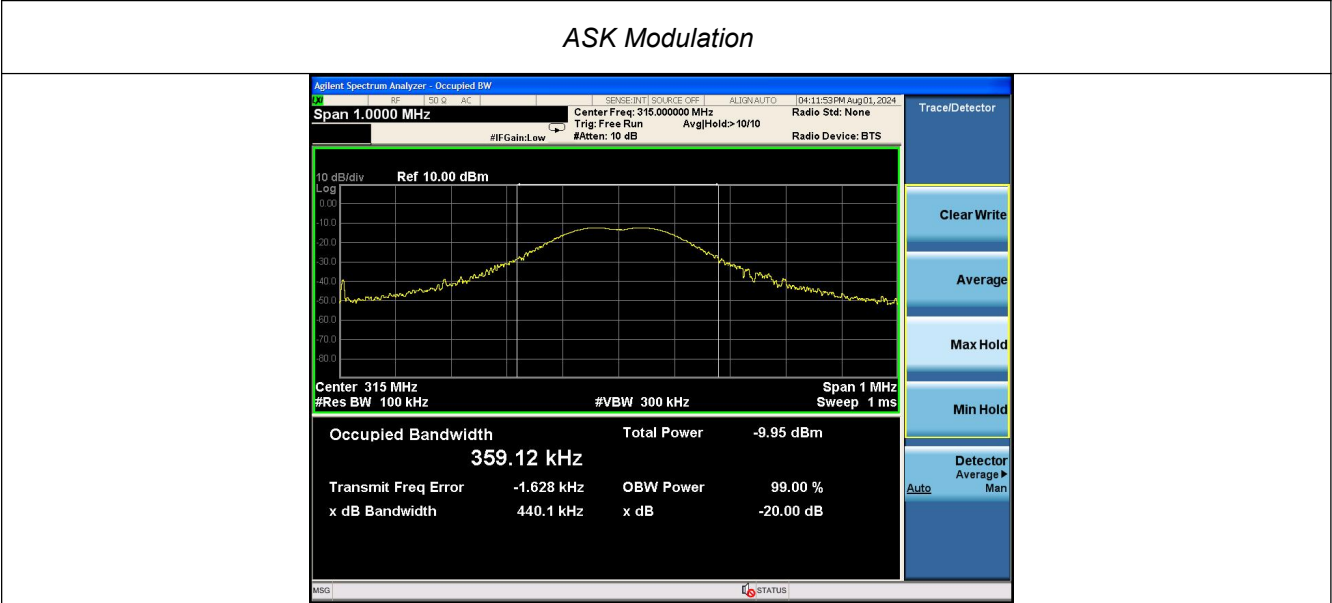 ASK Modulation
Agilent Spectrum Analyzer - Occupied BW
LXI RF 50 Ω AC SENSE:INT SOURCE OFF ALIGN AUTO 04:11:53PM Aug01, 2024
Span 1.0000 MHz
Center Freq: 315.000000 MHz
Radio Std: None
Trig: Free Run Avg|Hold:>10/10
#IFGain:Low #Atten: 10 dB
Radio Device: BTS
Trace/Detector
10 dB/div Ref 10.00 dBm
Log
0.00
-10.0
-20.0
-30.0
-40.0
-50.0
-60.0
-70.0
-80.0
Center 315 MHz Span 1 MHz
#Res BW 100 kHz #VBW 300 kHz Sweep 1 ms
Occupied Bandwidth Total Power -9.95 dBm
359.12 kHz
Transmit Freq Error -1.628 kHz OBW Power 99.00 %
x dB Bandwidth 440.1 kHz x dB -20.00 dB
Clear Write
Average
Max Hold
Min Hold
Detector
Average▶
Auto Man
MSG STATUS